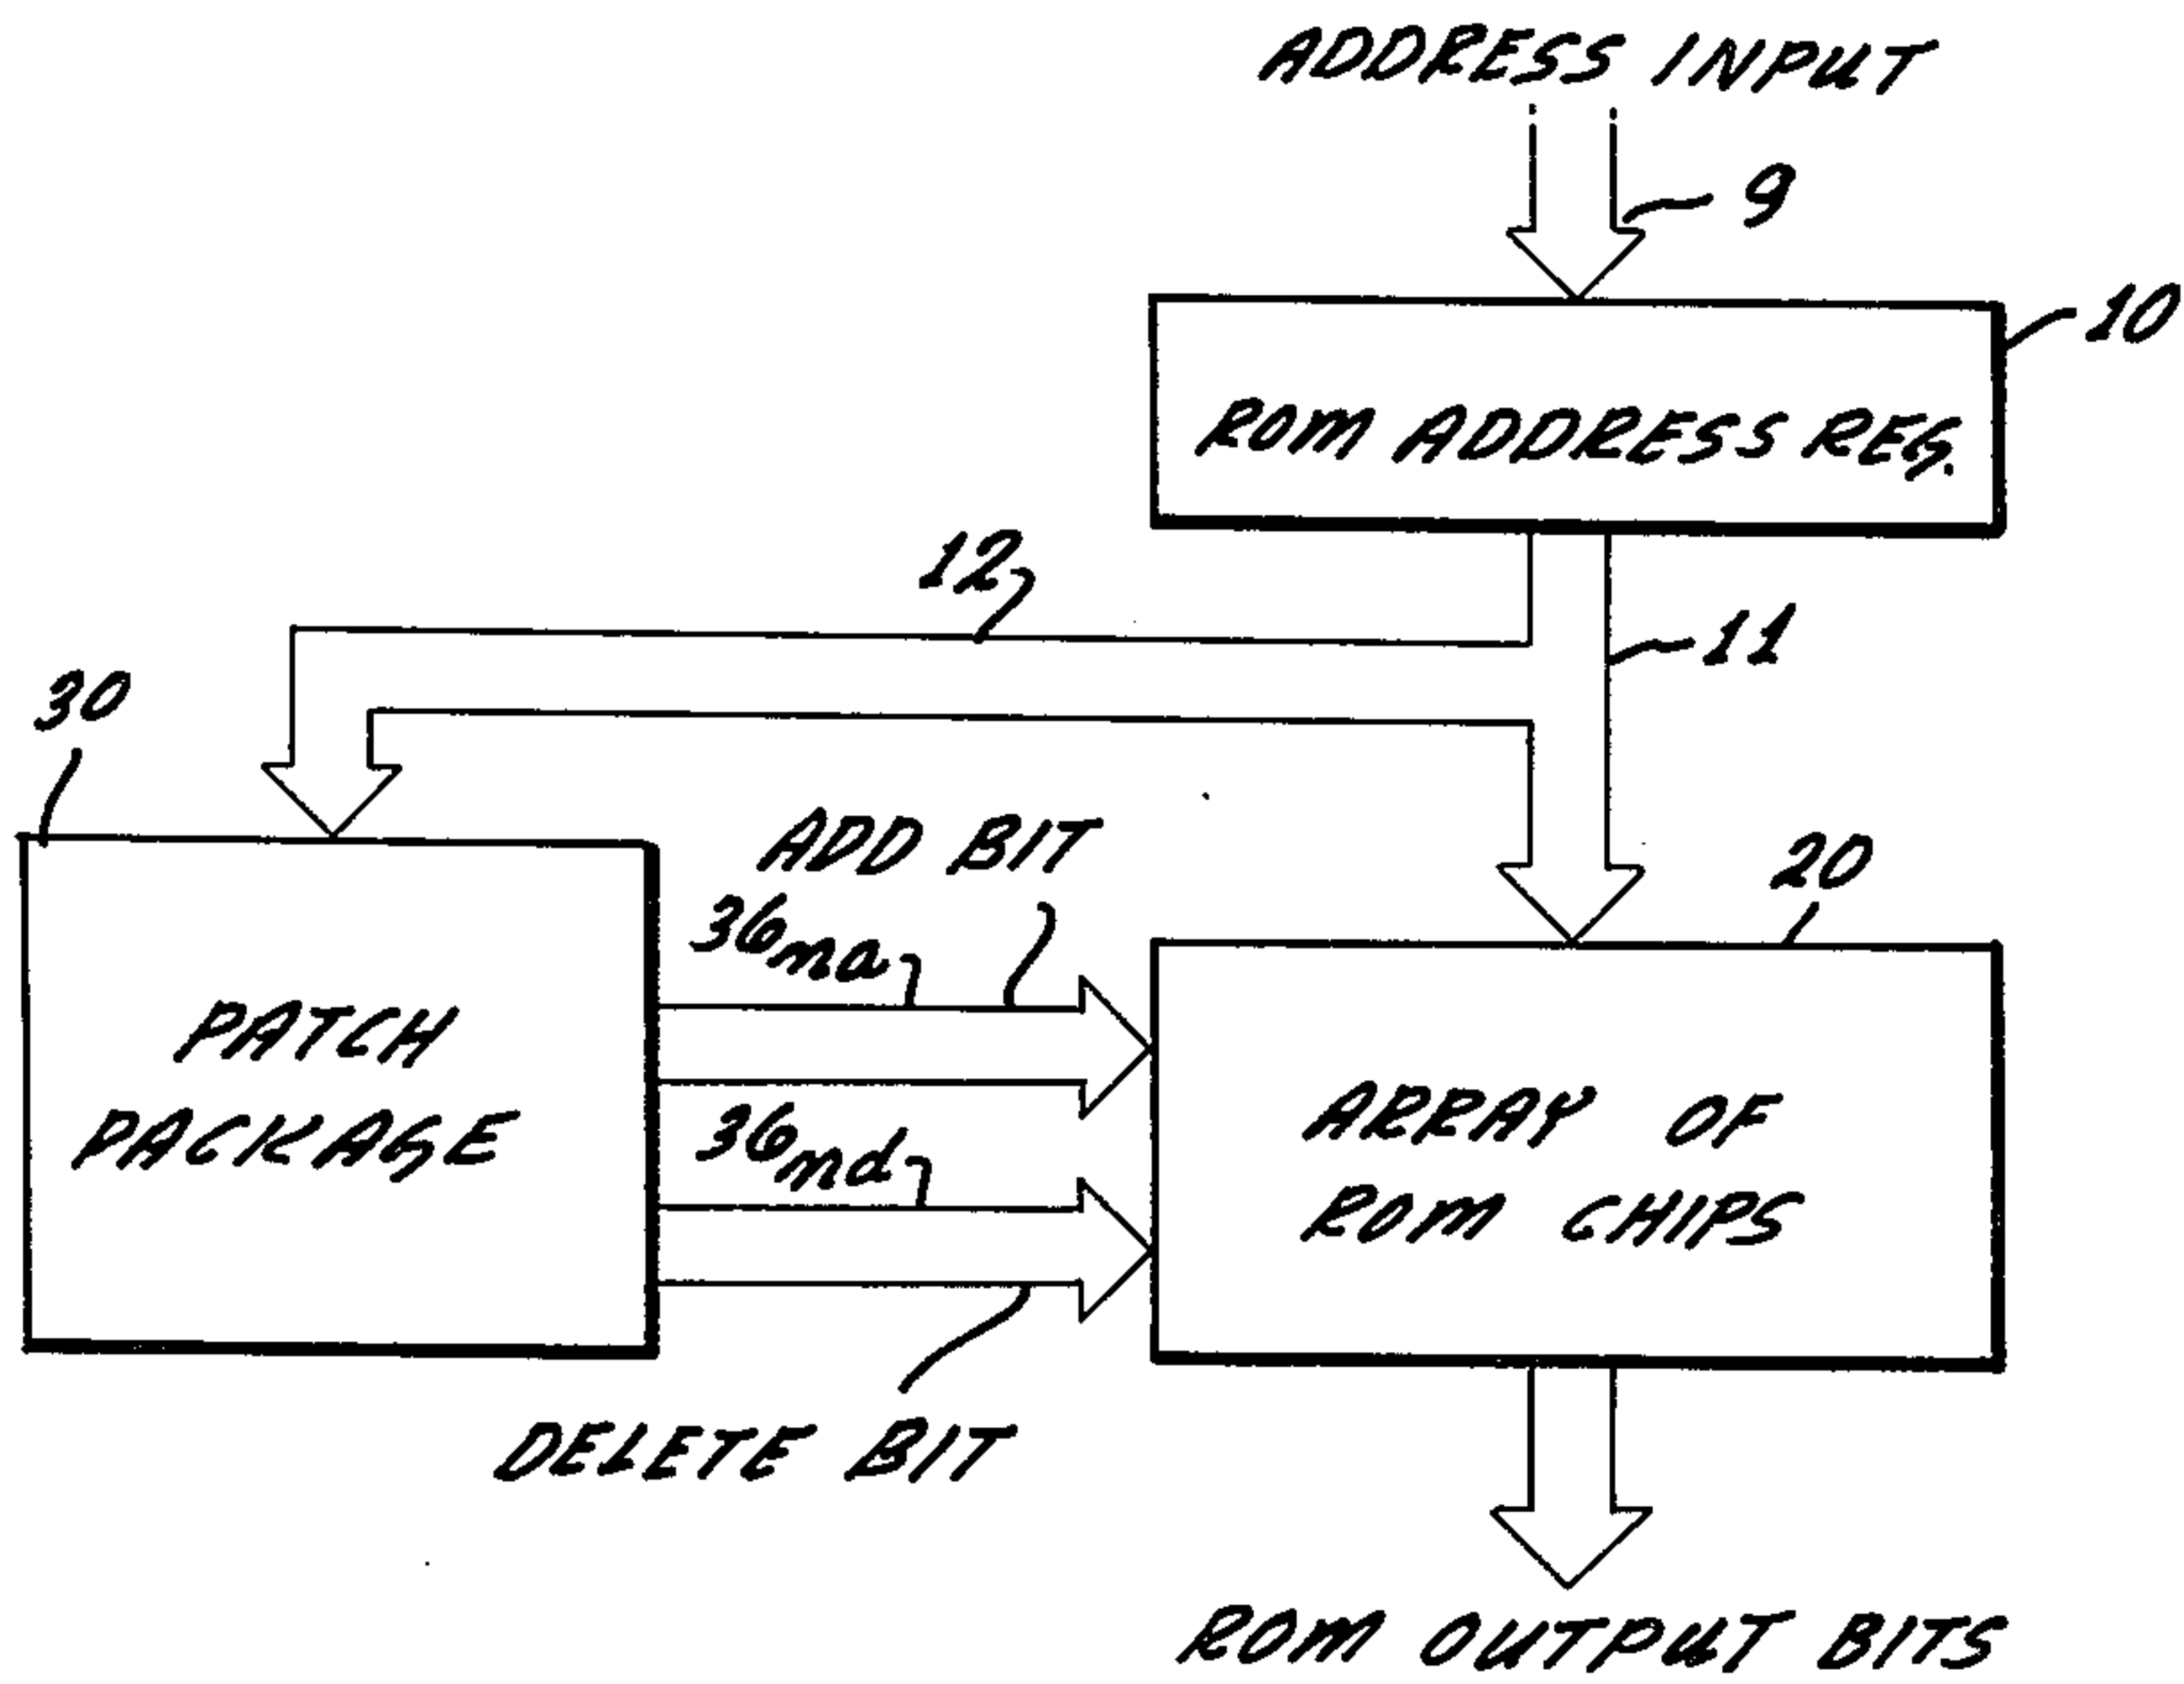 ADDRESS INPUT
9
10
ROM ADDRESS REG.
12
11
30
ADD BIT
20
36na
PATCH
PACKAGE
36nd
ARRAY OF
ROM CHIPS
DELETE BIT
ROM OUTPUT BITS